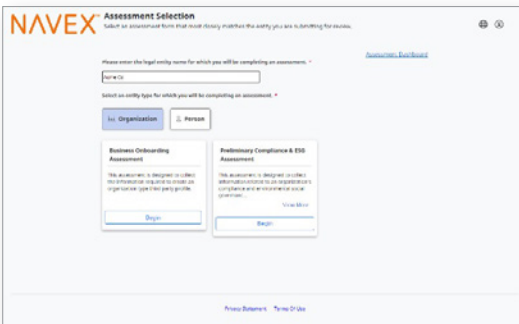 NAVEX
Assessment Selection
Select an assessment form that most closely matches the entity you are submitting for review.
Assessment Dashboard
Please enter the legal entity name for which you will be completing an assessment. *
Select an entity type for which you will be completing an assessment. *
Organization
Person
Business Onboarding
Assessment
This assessment is designed to collect
the information required to create an
organization type third party profile.
Begin
Preliminary Compliance & ESG
Assessment
This assessment is designed to collect
information related to an organization's
compliance and environmental social
View More
Begin
Privacy Statement Terms Of Use